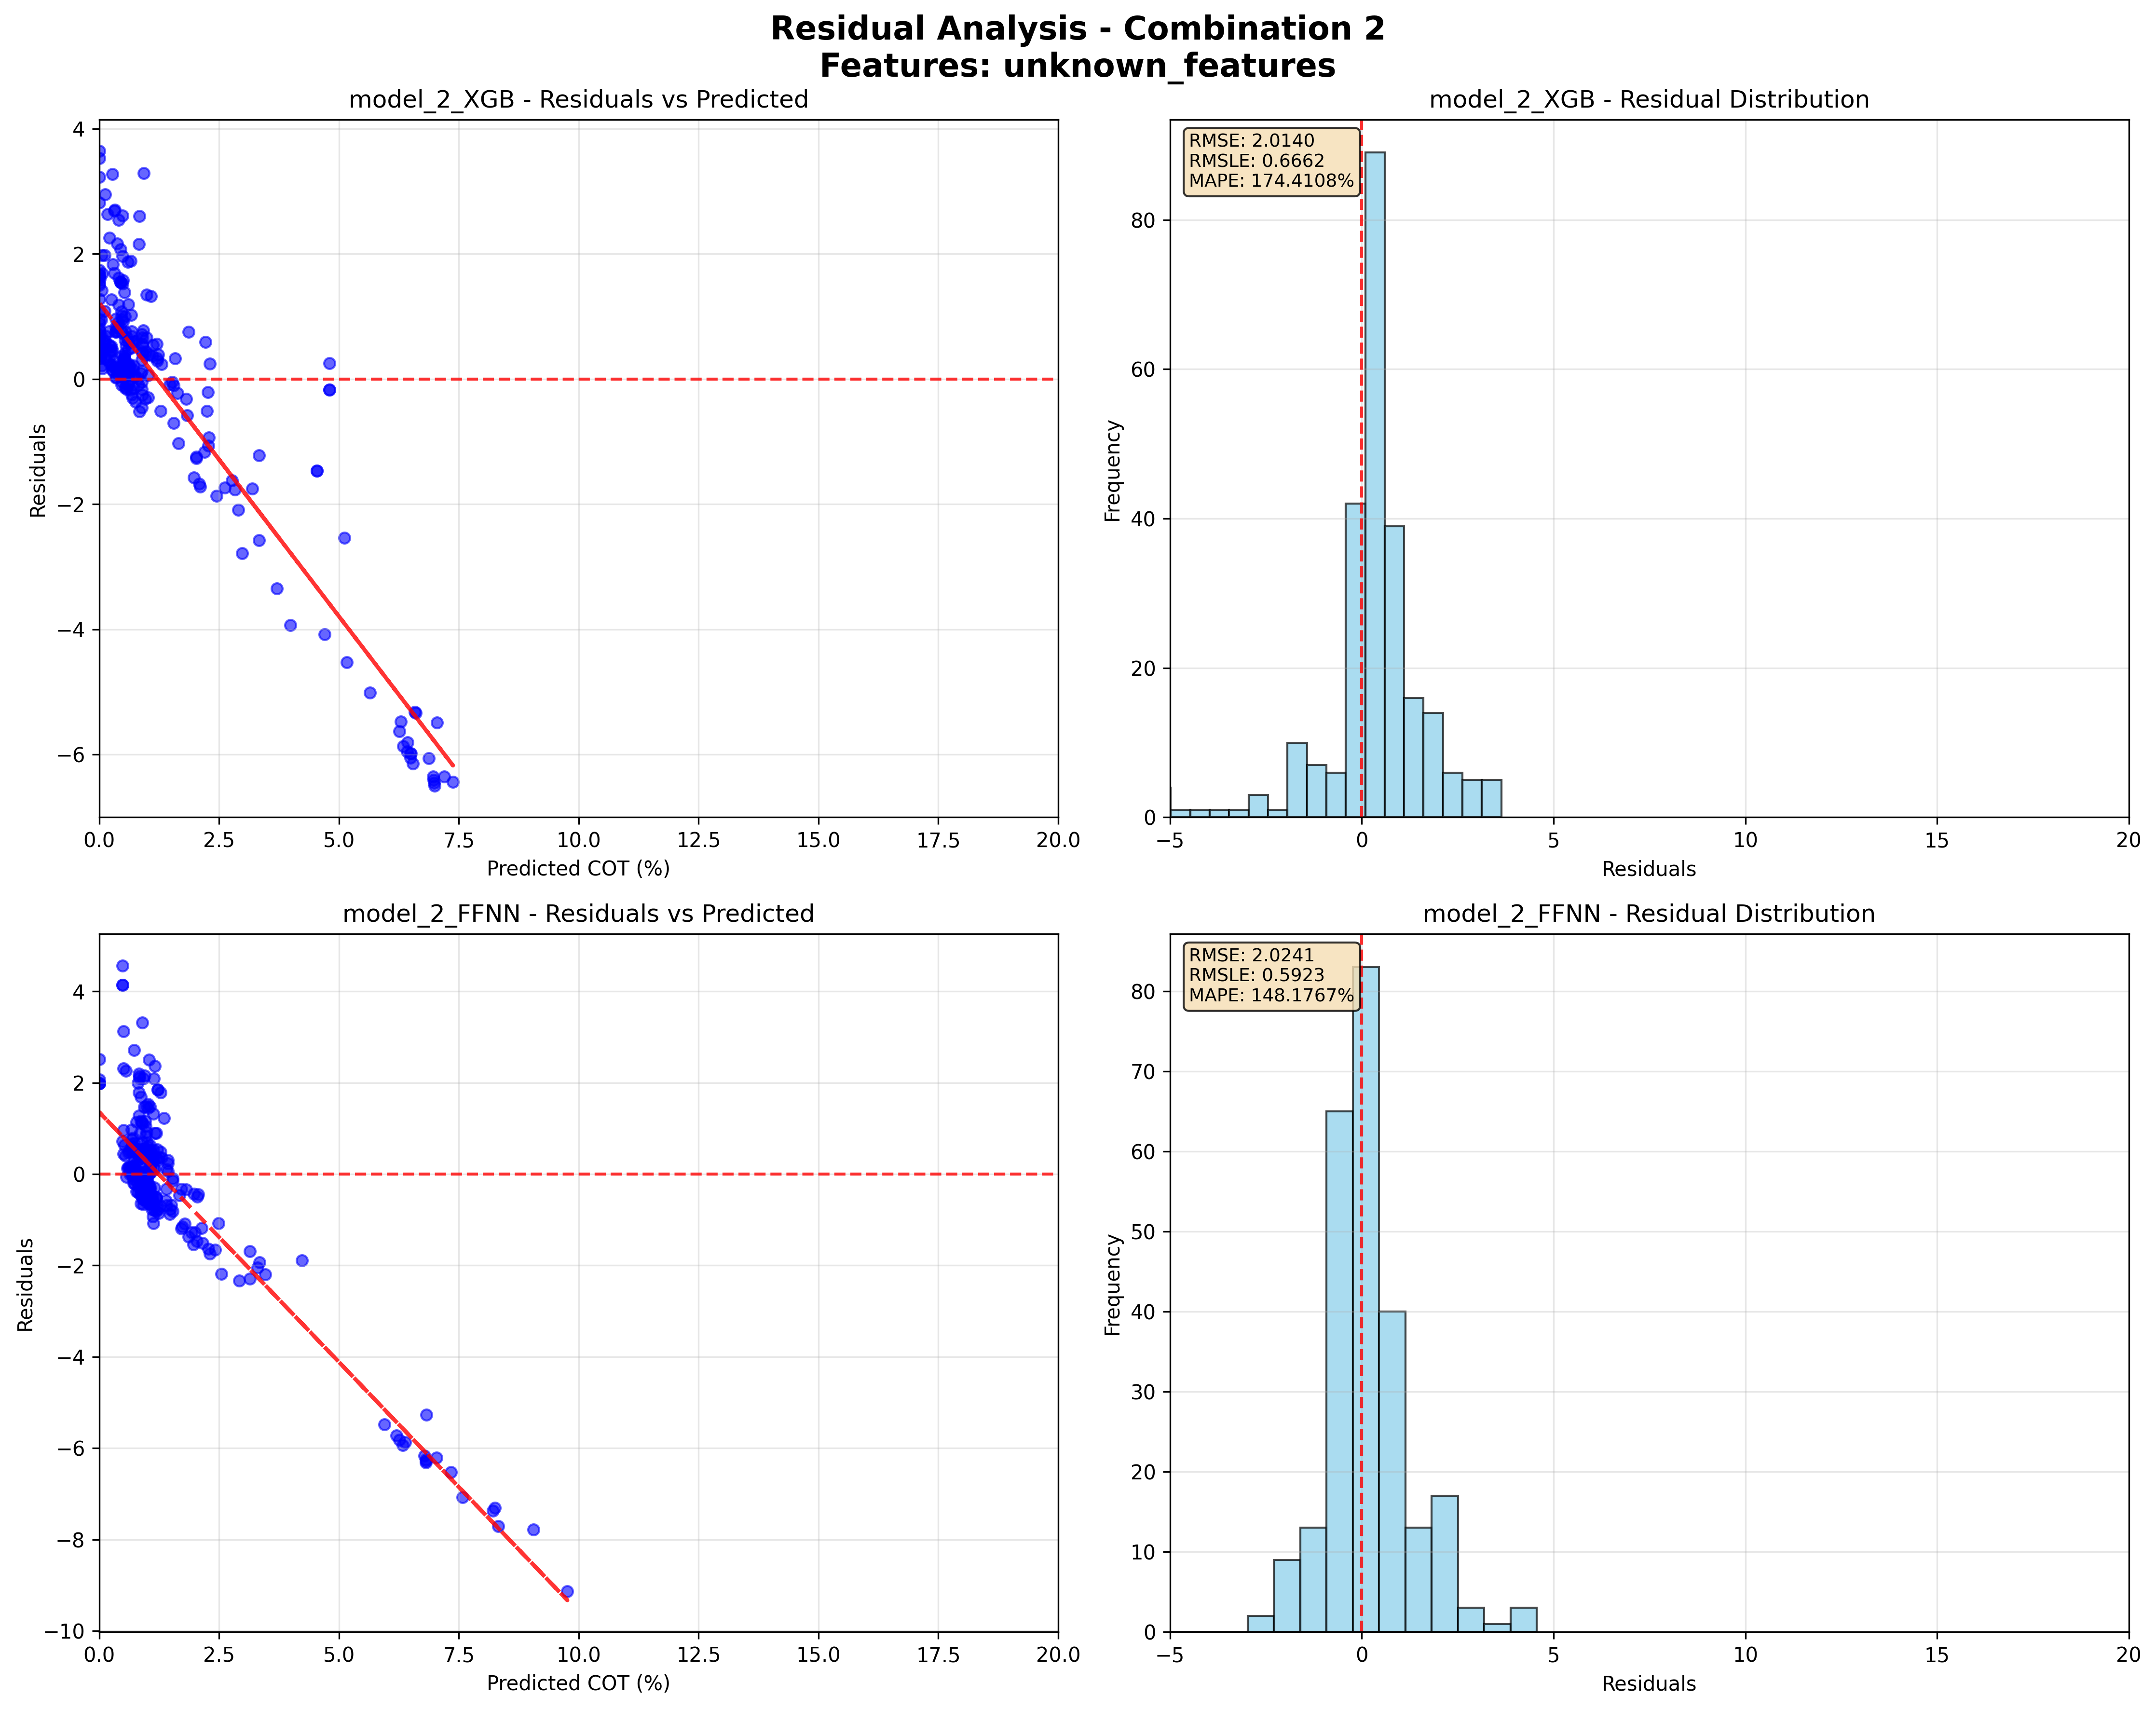 Residual Analysis - Combination 2
Features: unknown_features
model_2_XGB - Residuals vs Predicted
4
2
0
−2
−4
−6
Residuals
0.0 2.5 5.0 7.5 10.0 12.5 15.0 17.5 20.0
Predicted COT (%)
model_2_XGB - Residual Distribution
RMSE: 2.0140
RMSLE: 0.6662
MAPE: 174.4108%
80
60
40
20
0
Frequency
−5 0 5 10 15 20
Residuals
model_2_FFNN - Residuals vs Predicted
4
2
0
−2
−4
−6
−8
−10
Residuals
0.0 2.5 5.0 7.5 10.0 12.5 15.0 17.5 20.0
Predicted COT (%)
model_2_FFNN - Residual Distribution
RMSE: 2.0241
RMSLE: 0.5923
MAPE: 148.1767%
80
70
60
50
40
30
20
10
0
Frequency
−5 0 5 10 15 20
Residuals